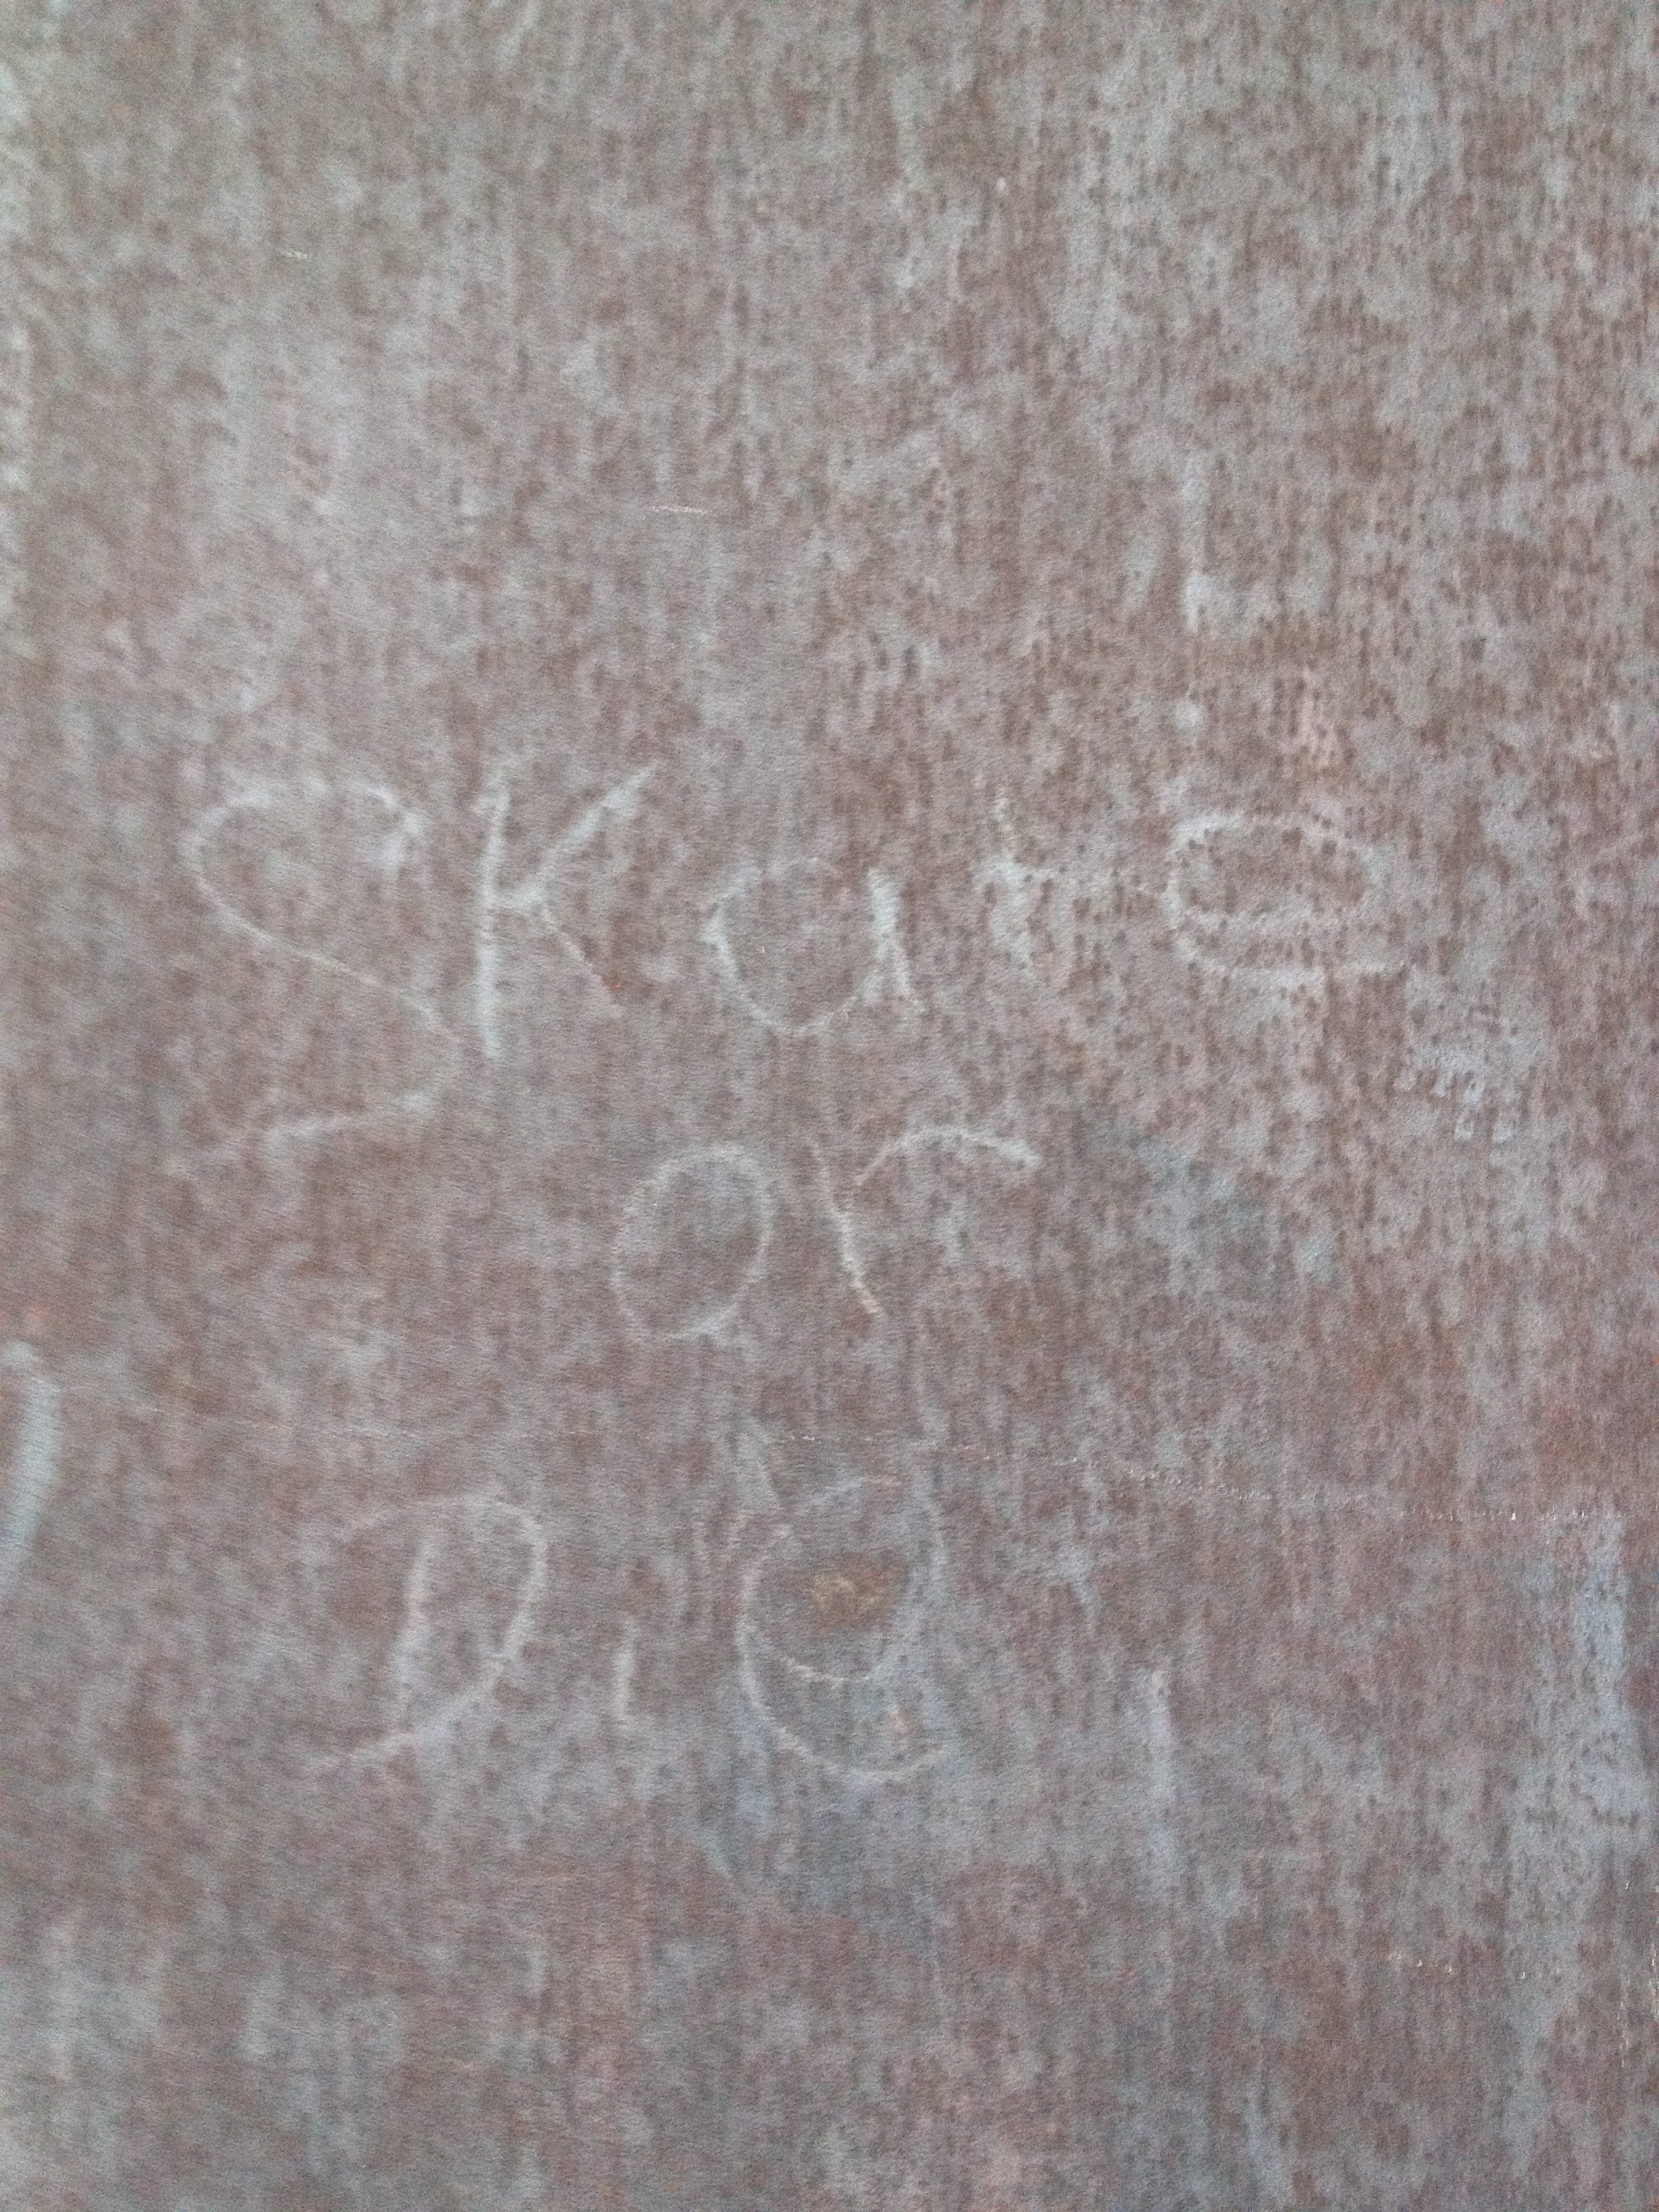 SKate
or
Die